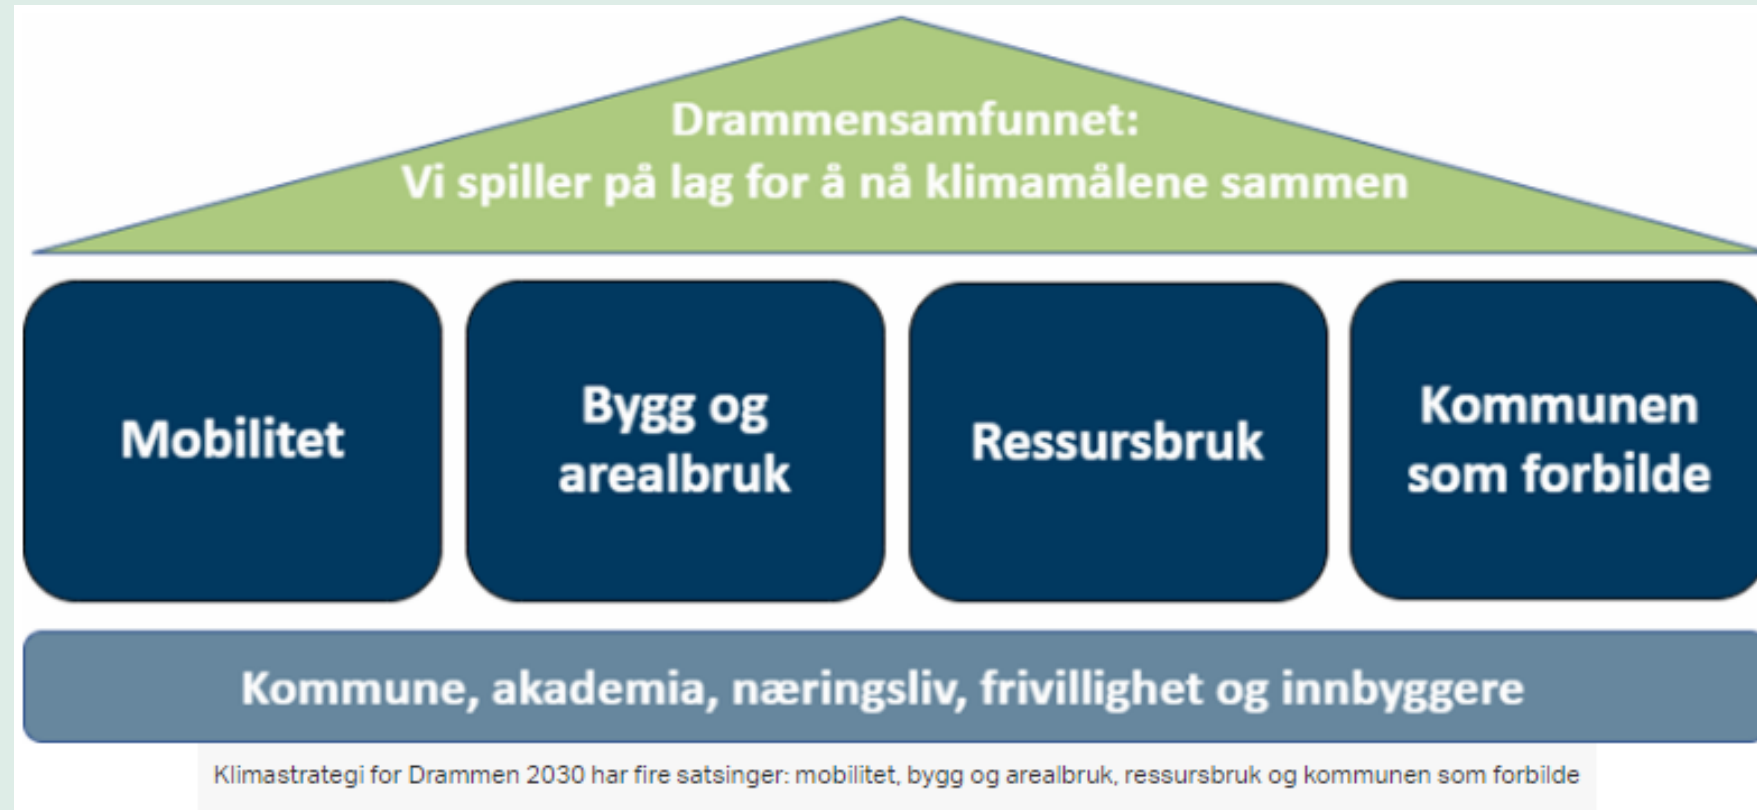 Drammensamfunnet:
Vi spiller på lag for å nå klimamålene sammen
Mobilitet
Bygg og
arealbruk
Ressursbruk
Kommunen
som forbilde
Kommune, akademia, næringsliv, frivillighet og innbyggere
Klimastrategi for Drammen 2030 har fire satsinger: mobilitet, bygg og arealbruk, ressursbruk og kommunen som forbilde